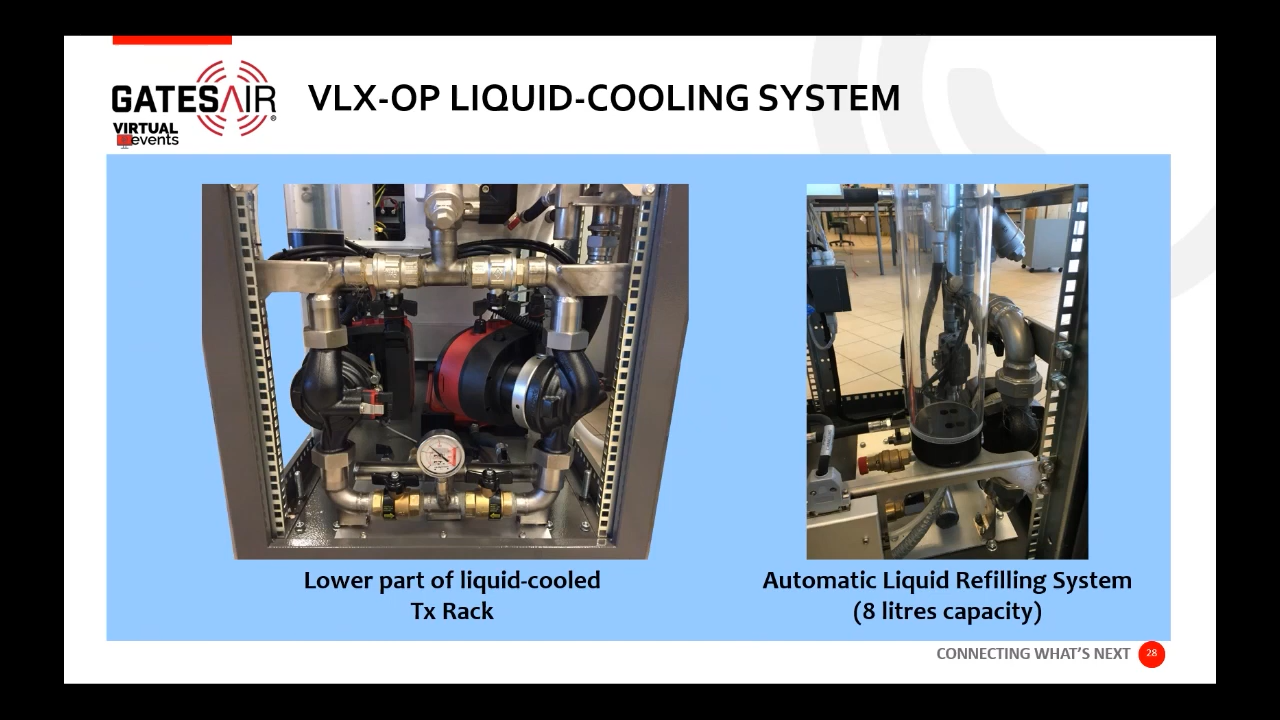 GATESAIR®
VIRTUAL
events
VLX-OP LIQUID-COOLING SYSTEM
Lower part of liquid-cooled
Tx Rack
Automatic Liquid Refilling System
(8 litres capacity)
CONNECTING WHAT'S NEXT
28